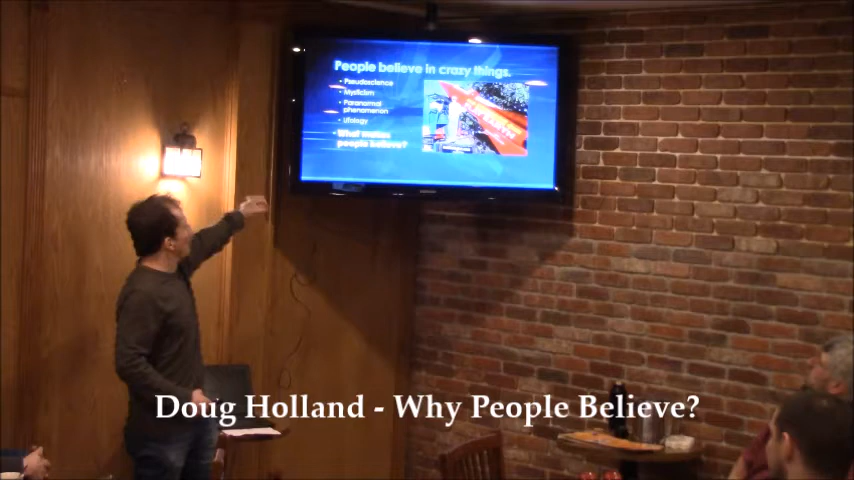 People believe in crazy things.
• Pseudoscience
• Mysticism
• Paranormal
phenomenon
• Ufology
• What makes
people believe?
Doug Holland - Why People Believe?